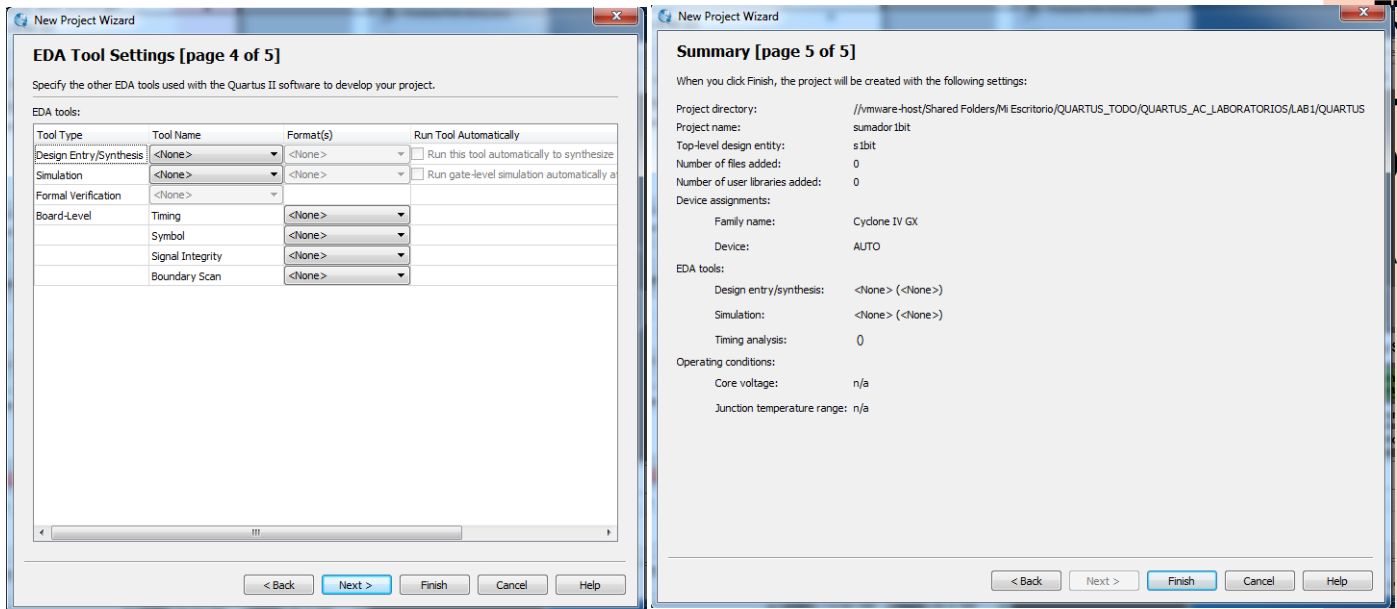 New Project Wizard
EDA Tool Settings [page 4 of 5]
Specify the other EDA tools used with the Quartus II software to develop your project.
EDA tools:
Tool Type Tool Name Format(s) Run Tool Automatically
Design Entry/Synthesis <None> <None> Run this tool automatically to synthesize
Simulation <None> <None> Run gate-level simulation automatically
Formal Verification <None>
Board-Level Timing <None>
Symbol <None>
Signal Integrity <None>
Boundary Scan <None>
< Back Next > Finish Cancel Help
New Project Wizard
Summary [page 5 of 5]
When you click Finish, the project will be created with the following settings:
Project directory: //vmware-host/Shared Folders/Mi Escritorio/QUARTUS_TODO/QUARTUS_AC_LABORATORIOS/LAB1/QUARTUS
Project name: sumador1bit
Top-level design entity: s1bit
Number of files added: 0
Number of user libraries added: 0
Device assignments:
Family name: Cyclone IV GX
Device: AUTO
EDA tools:
Design entry/synthesis: <None> (<None>)
Simulation: <None> (<None>)
Timing analysis: ()
Operating conditions:
Core voltage: n/a
Junction temperature range: n/a
< Back Next > Finish Cancel Help